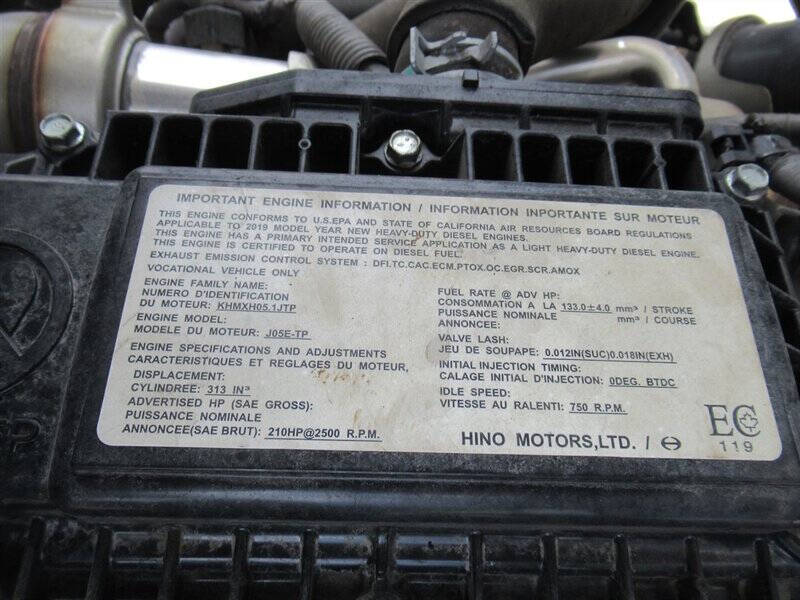 IMPORTANT ENGINE INFORMATION / INFORMATION INPORTANTE SUR MOTEUR
THIS ENGINE CONFORMS TO U.S.EPA AND STATE OF CALIFORNIA AIR RESOURCES BOARD REGULATIONS
APPLICABLE TO 2019 MODEL YEAR NEW HEAVY-DUTY DIESEL ENGINES.
THIS ENGINE HAS A PRIMARY INTENDED SERVICE APPLICATION AS A LIGHT HEAVY-DUTY DIESEL ENGINE.
THIS ENGINE IS CERTIFIED TO OPERATE ON DIESEL FUEL.
EXHAUST EMISSION CONTROL SYSTEM : DFI.TC.CAC.ECM.PTOX.OC.EGR.SCR.AMOX
VOCATIONAL VEHICLE ONLY
ENGINE FAMILY NAME:
NUMERO D'IDENTIFICATION
DU MOTEUR: KHMXH05.1JTP
ENGINE MODEL:
MODELE DU MOTEUR: J05E-TP
ENGINE SPECIFICATIONS AND ADJUSTMENTS
CARACTERISTIQUES ET REGLAGES DU MOTEUR,
DISPLACEMENT:
CYLINDREE: 313 IN³
ADVERTISED HP (SAE GROSS):
PUISSANCE NOMINALE
ANNONCEE(SAE BRUT): 210HP@2500 R.P.M.
FUEL RATE @ ADV HP:
CONSOMMATION A LA 133.0±4.0 mm³ / STROKE
PUISSANCE NOMINALE mm³ / COURSE
ANNONCEE:
VALVE LASH:
JEU DE SOUPAPE: 0.012IN(SUC)0.018IN(EXH)
INITIAL INJECTION TIMING:
CALAGE INITIAL D'INJECTION: 0DEG. BTDC
IDLE SPEED:
VITESSE AU RALENTI: 750 R.P.M.
HINO MOTORS,LTD. /
EC
119
P